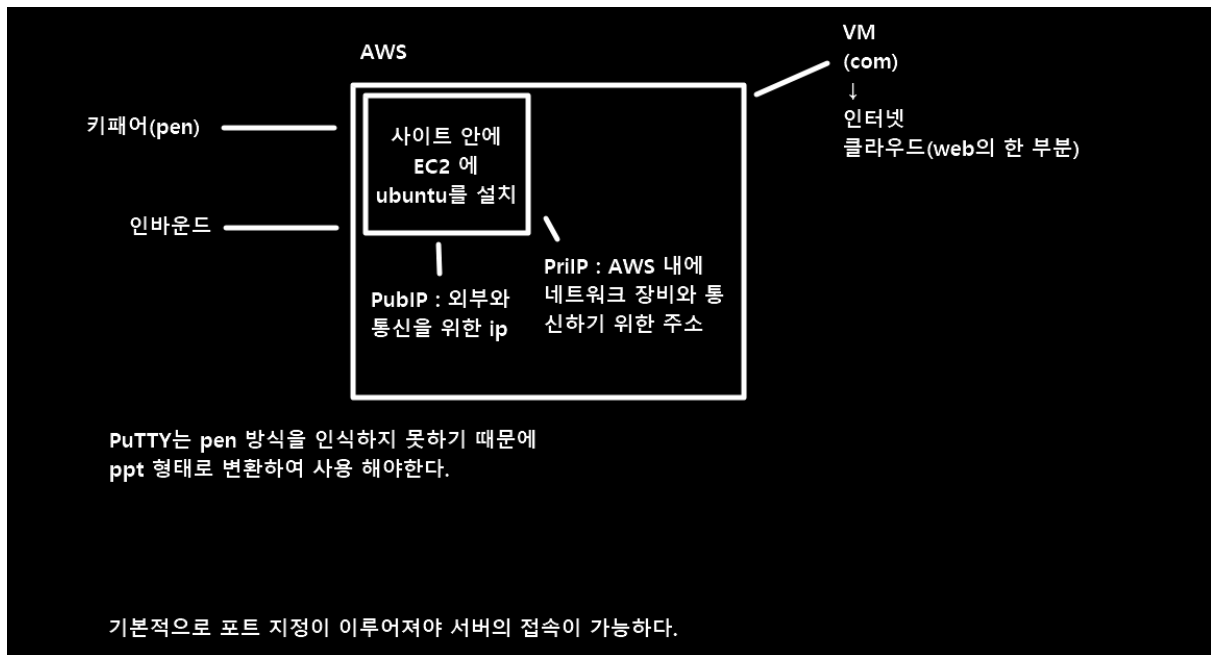 AWS
VM
(com)
↓
인터넷
클라우드(web의 한 부분)
키패어(pen)
사이트 안에
EC2 에
ubuntu를 설치
인바운드
PubIP : 외부와
통신을 위한 ip
PriIP : AWS 내에
네트워크 장비와 통
신하기 위한 주소
PuTTY는 pen 방식을 인식하지 못하기 때문에
ppt 형태로 변환하여 사용 해야한다.
기본적으로 포트 지정이 이루어져야 서버의 접속이 가능하다.